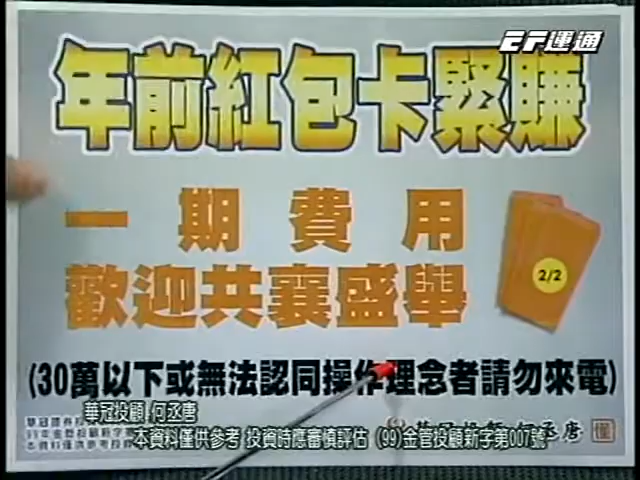 EF運通
年前紅包卡緊賺
一期費用
歡迎共襄盛舉
2/2
(30萬以下或無法認同操作理念者請勿來電)
華冠投顧 何丞唐
本資料僅供參考 投資時應審慎評估 (99)金管投顧新字第007號